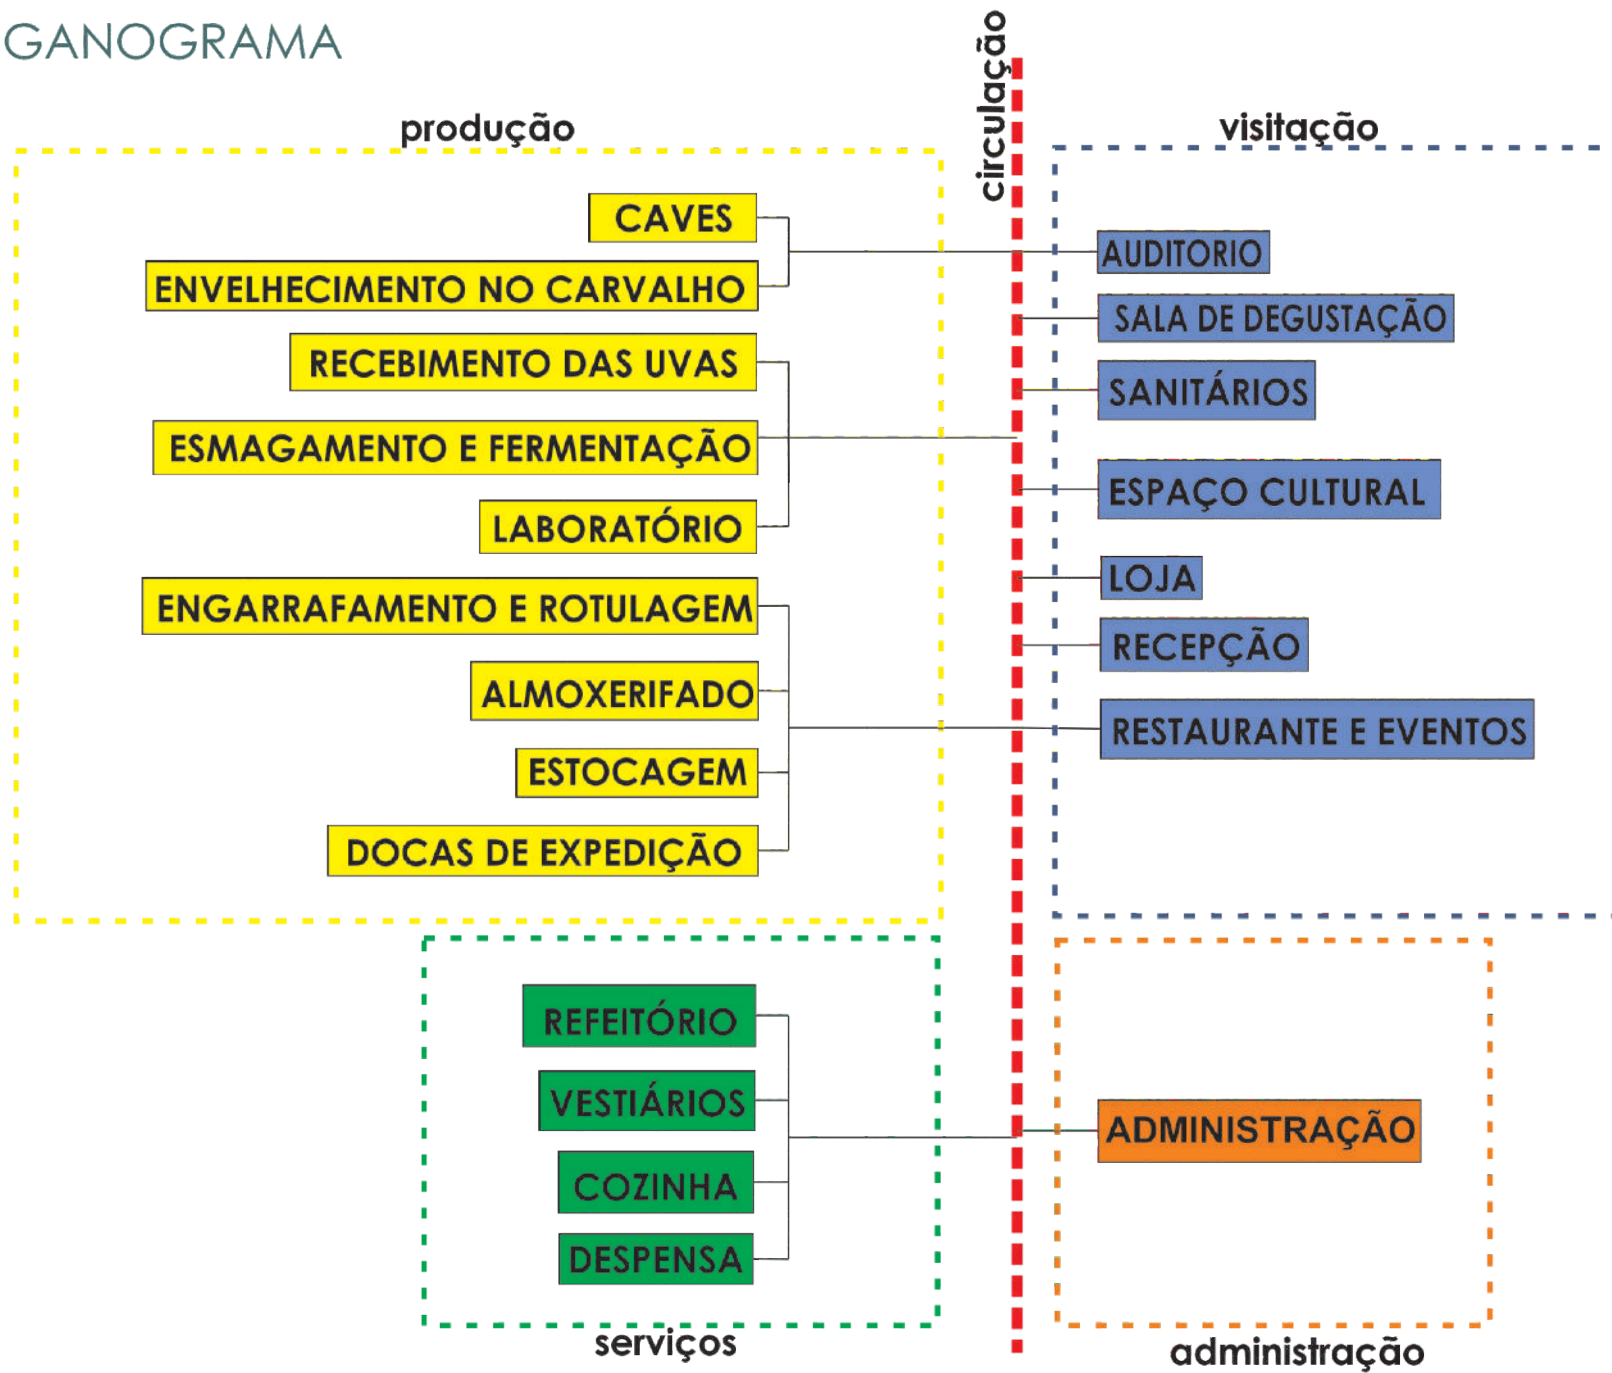 GANOGRAMA
circulação
produção
CAVES
ENVELHECIMENTO NO CARVALHO
RECEBIMENTO DAS UVAS
ESMAGAMENTO E FERMENTAÇÃO
LABORATÓRIO
ENGARRAFAMENTO E ROTULAGEM
ALMOXERIFADO
ESTOCAGEM
DOCAS DE EXPEDIÇÃO
visitação
AUDITORIO
SALA DE DEGUSTAÇÃO
SANITÁRIOS
ESPAÇO CULTURAL
LOJA
RECEPÇÃO
RESTAURANTE E EVENTOS
REFEITÓRIO
VESTIÁRIOS
COZINHA
DESPENSA
serviços
ADMINISTRAÇÃO
administração